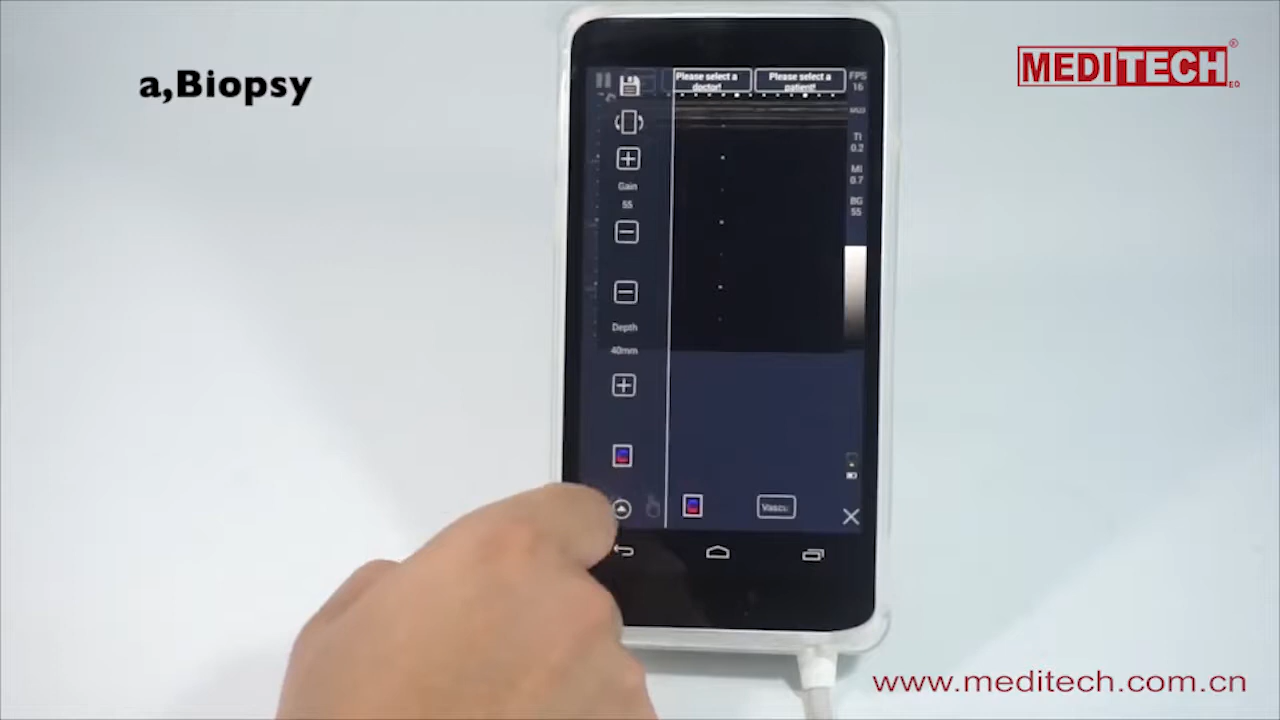 a,Biopsy
MEDITECH®
EQ
Please select a
doctor!
Please select a
patient!
FPS
16
TI
0.2
MI
0.7
BG
55
Gain
55
Depth
40mm
Vascu
www.meditech.com.cn